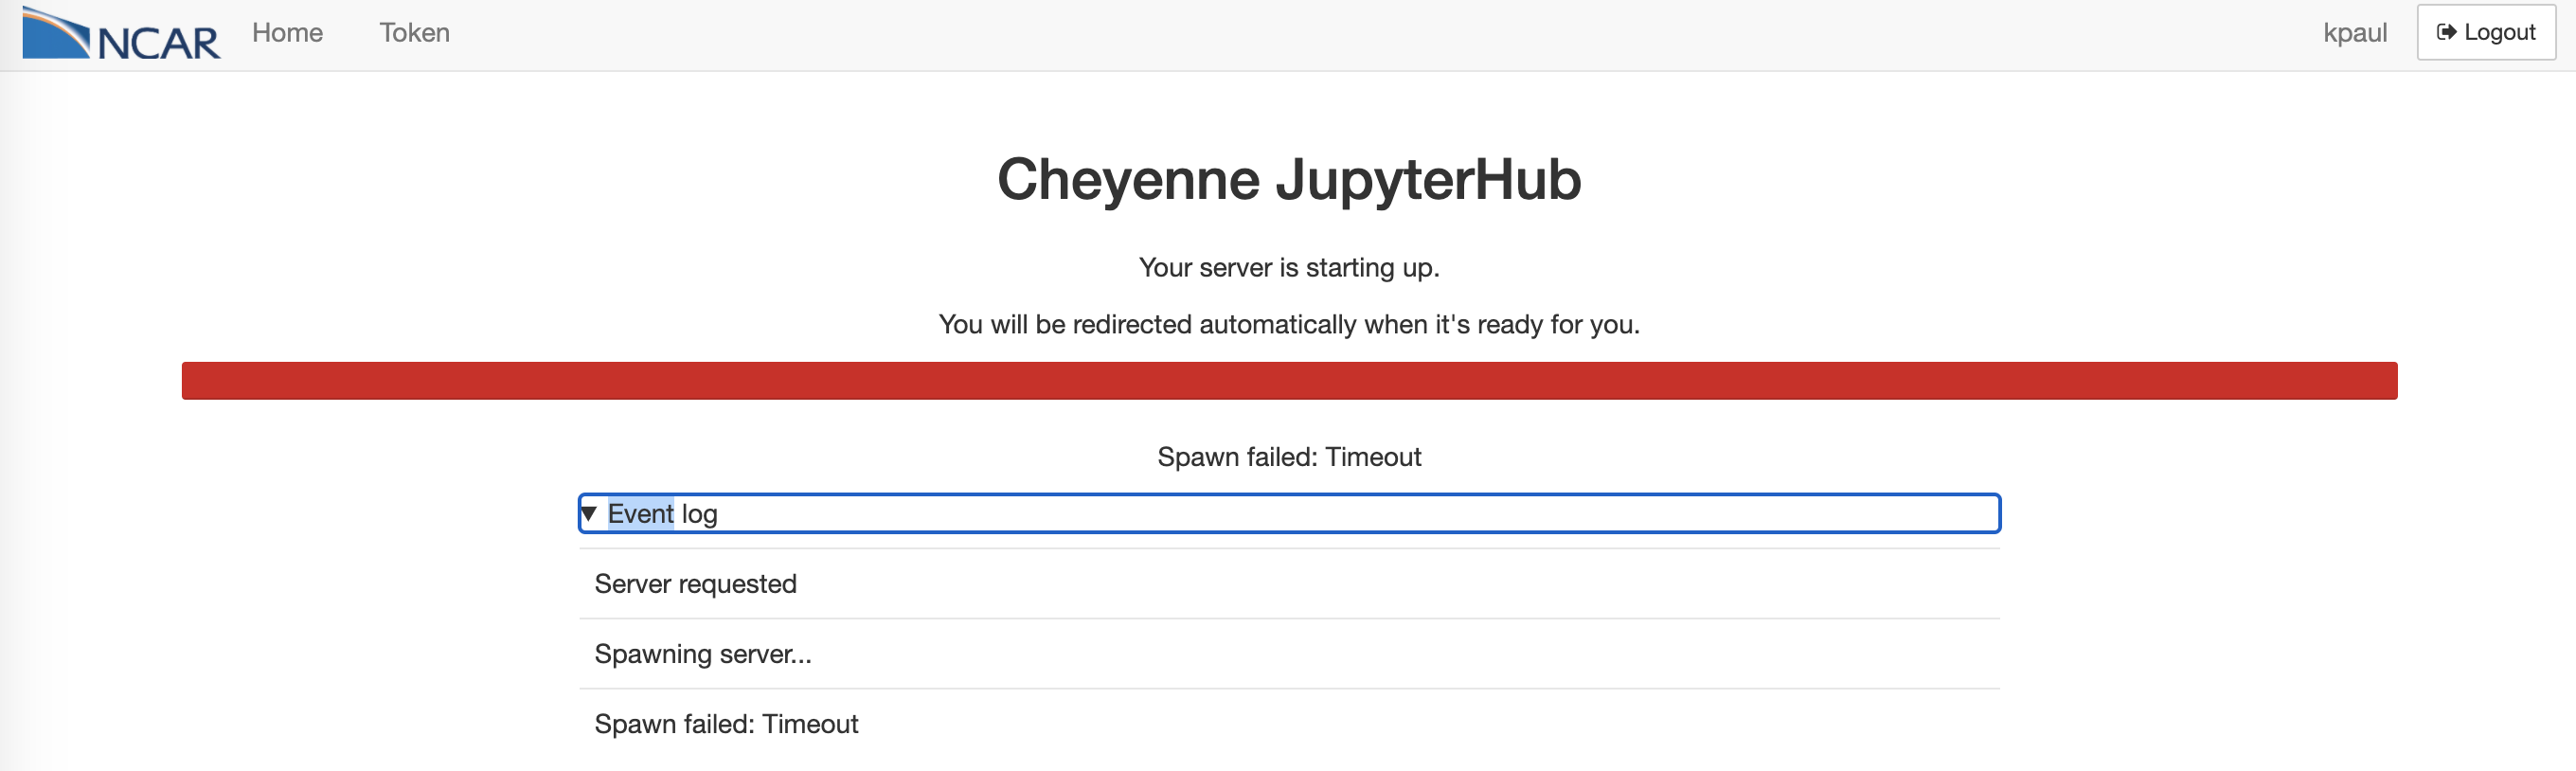 NCAR Home Token kpaul Logout
Cheyenne JupyterHub
Your server is starting up.
You will be redirected automatically when it's ready for you.
Spawn failed: Timeout
Event log
Server requested
Spawning server...
Spawn failed: Timeout